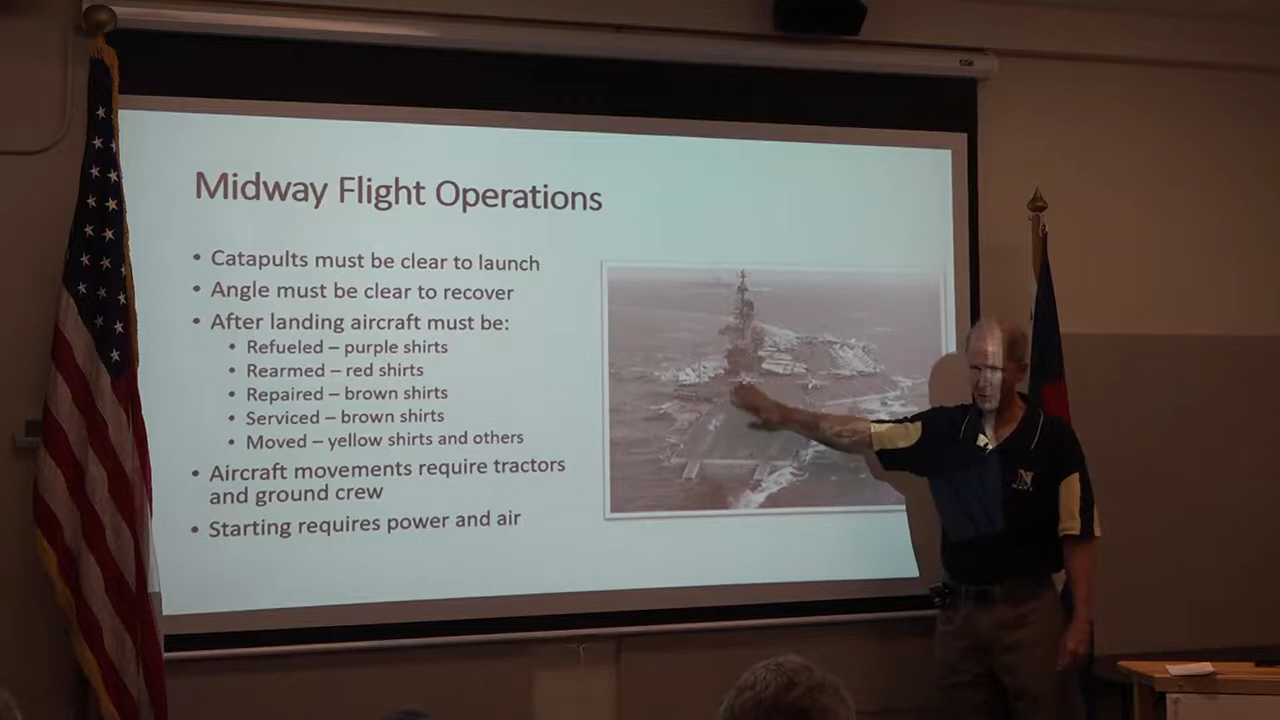 Midway Flight Operations
• Catapults must be clear to launch
• Angle must be clear to recover
• After landing aircraft must be:
• Refueled – purple shirts
• Rearmed – red shirts
• Repaired – brown shirts
• Serviced – brown shirts
• Moved – yellow shirts and others
• Aircraft movements require tractors
and ground crew
• Starting requires power and air
N